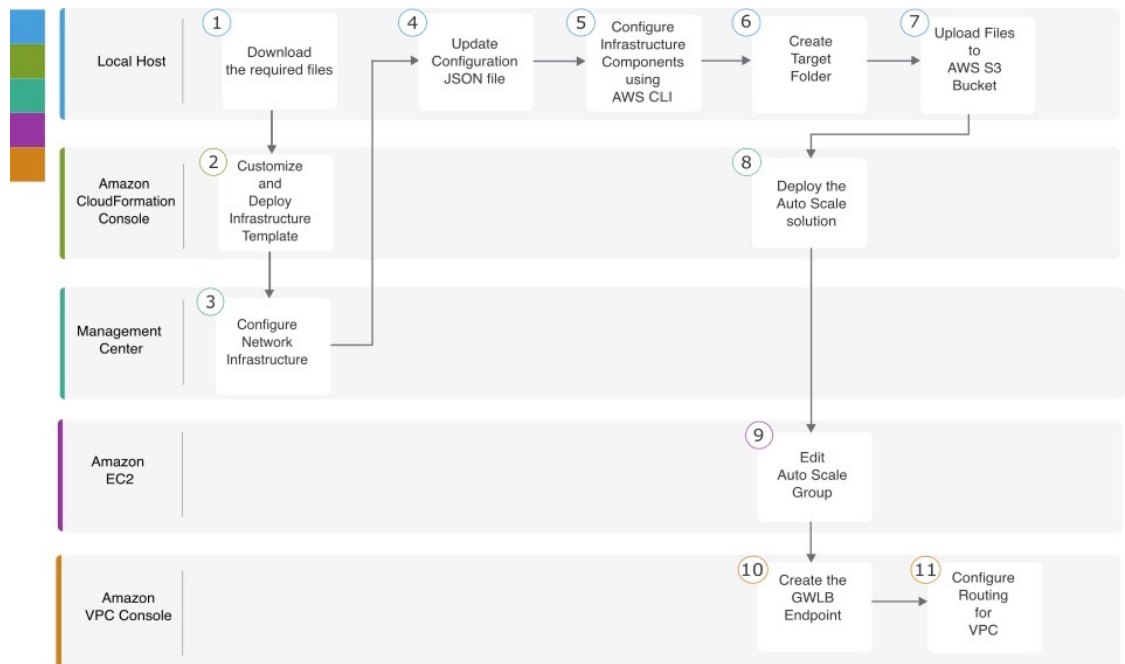 Local Host
1
Download
the required files
4
Update
Configuration
JSON file
5
Configure
Infrastructure
Components
using
AWS CLI
6
Create
Target
Folder
7
Upload Files
to
AWS S3
Bucket
Amazon
CloudFormation
Console
2
Customize
and
Deploy
Infrastructure
Template
8
Deploy the
Auto Scale
solution
Management
Center
3
Configure
Network
Infrastructure
Amazon
EC2
9
Edit
Auto Scale
Group
Amazon
VPC Console
10
Create the
GWLB
Endpoint
11
Configure
Routing
for
VPC